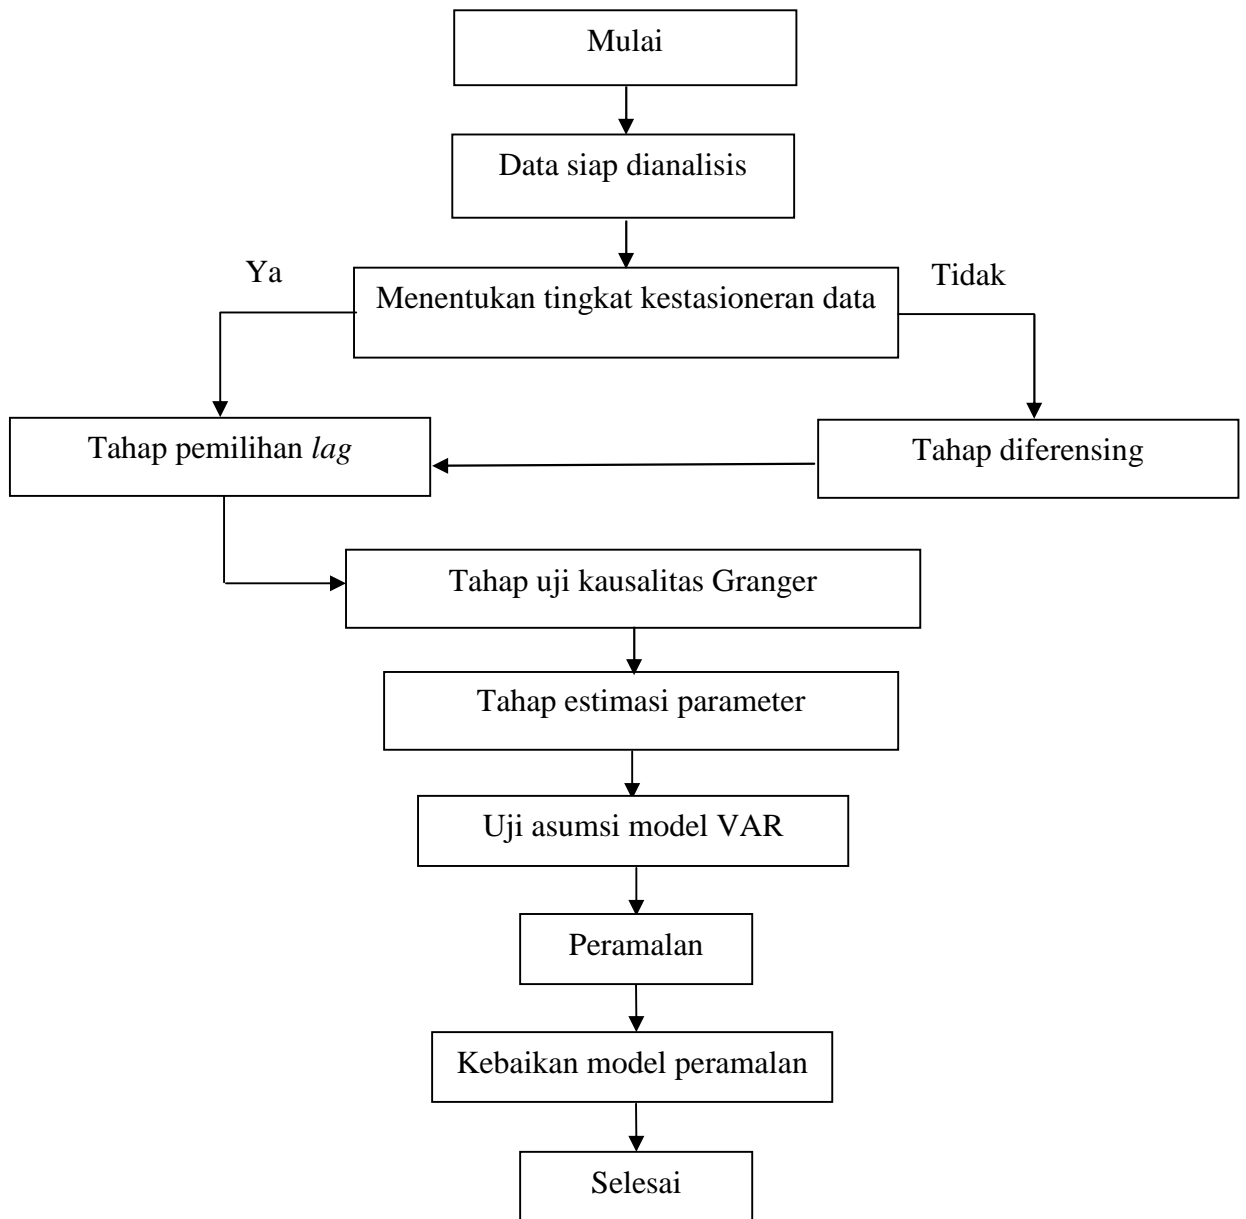 Mulai
Data siap dianalisis
Ya
Tidak
Menentukan tingkat kestasioneran data
Tahap pemilihan lag
Tahap diferensing
Tahap uji kausalitas Granger
Tahap estimasi parameter
Uji asumsi model VAR
Peramalan
Kebaikan model peramalan
Selesai